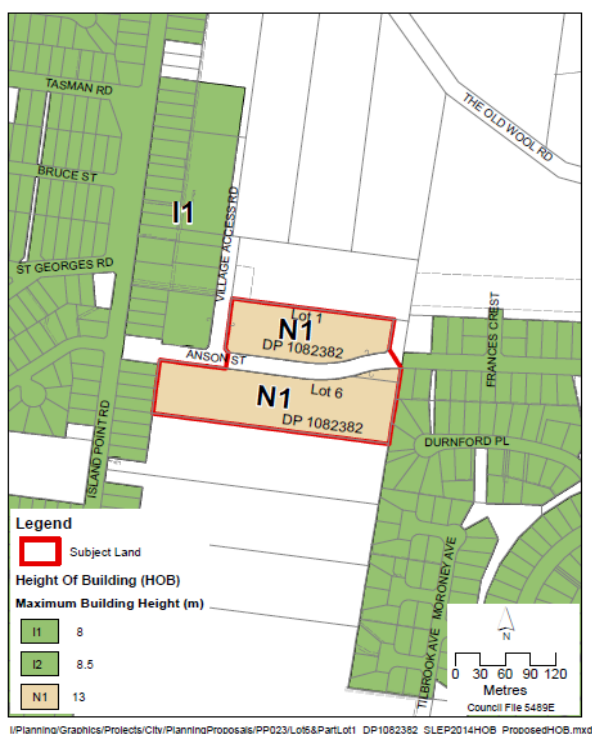 TASMAN RD
THE OLD WOOL RD
BRUCE ST
I1
VILLAGE ACCESS RD
ST GEORGES RD
Lot 1
N1
DP 1082382
FRANCES CREST
ANSON ST
N1
Lot 6
DP 1082382
DURNFORD PL
ISLAND POINT RD
Legend
Subject Land
Height Of Building (HOB)
Maximum Building Height (m)
I1 8
I2 8.5
N1 13
MORONEY AVE
TILBROOK AVE
N
0 30 60 90 120
Metres
Council File 5489E
I/Planning/Graphics/Projects/City/PlanningProposals/PP023/Lot6&PartLot1_DP1082382_SLEP2014HOB_ProposedHOB.mxd